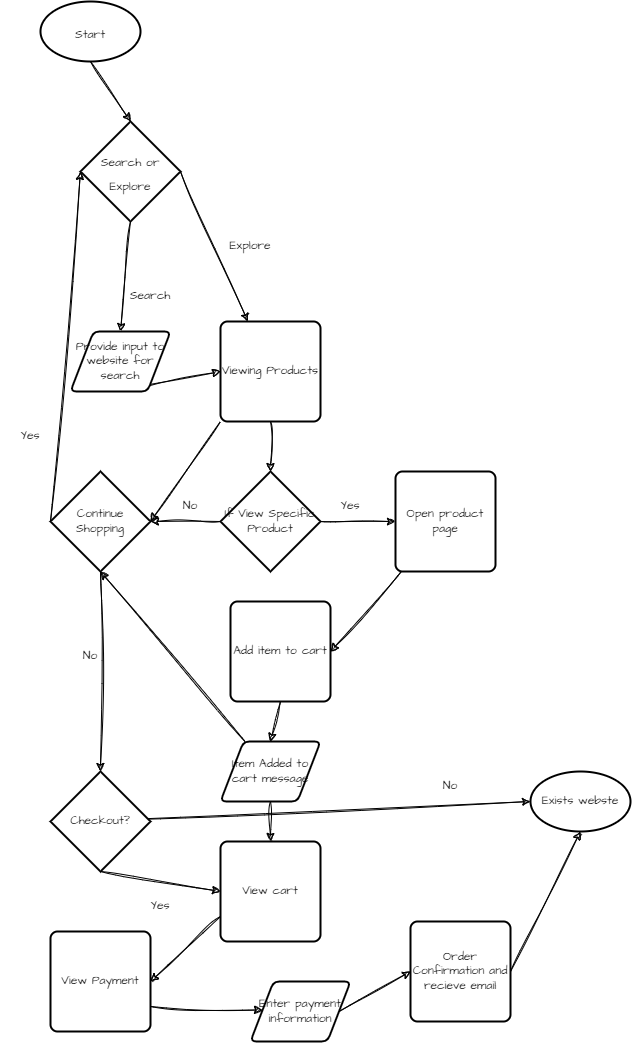 Start
Search or
Explore
Explore
Search
Provide input to
website for
search
Viewing Products
Yes
Continue
Shopping
No
If View Specific
Product
Yes
Open product
page
Add item to cart
No
Item Added to
cart message
No
Exists webste
Checkout?
View cart
Yes
View Payment
Order
Confirmation and
recieve email
Enter payment
information